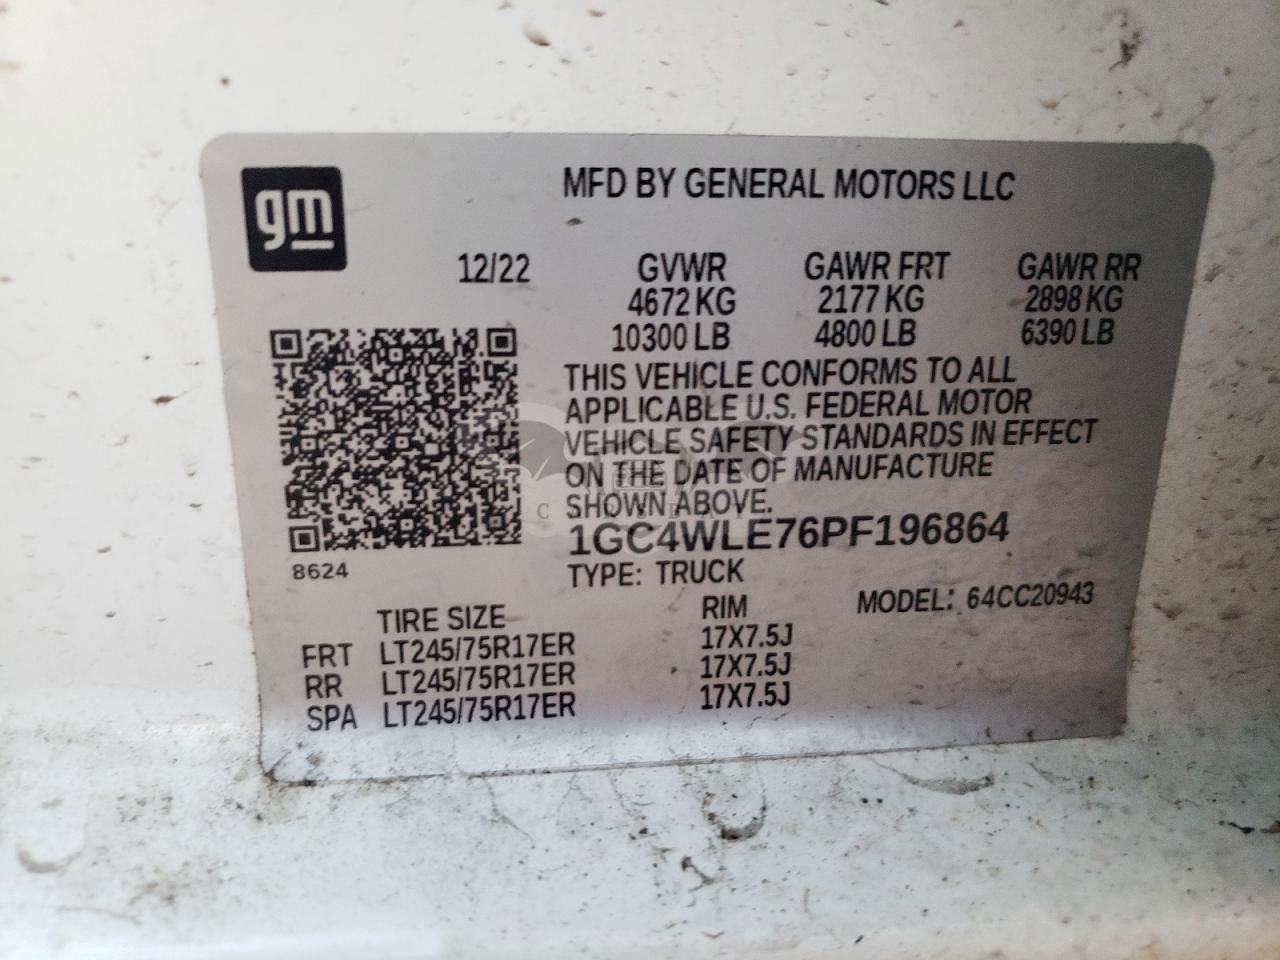 gm
MFD BY GENERAL MOTORS LLC
12/22 GVWR GAWR FRT GAWR RR
4672 KG 2177 KG 2898 KG
10300 LB 4800 LB 6390 LB
THIS VEHICLE CONFORMS TO ALL
APPLICABLE U.S. FEDERAL MOTOR
VEHICLE SAFETY STANDARDS IN EFFECT
ON THE DATE OF MANUFACTURE
SHOWN ABOVE.
1GC4WLE76PF196864
8624
TYPE: TRUCK
MODEL: 64CC20943
TIRE SIZE RIM
FRT LT245/75R17ER 17X7.5J
RR LT245/75R17ER 17X7.5J
SPA LT245/75R17ER 17X7.5J